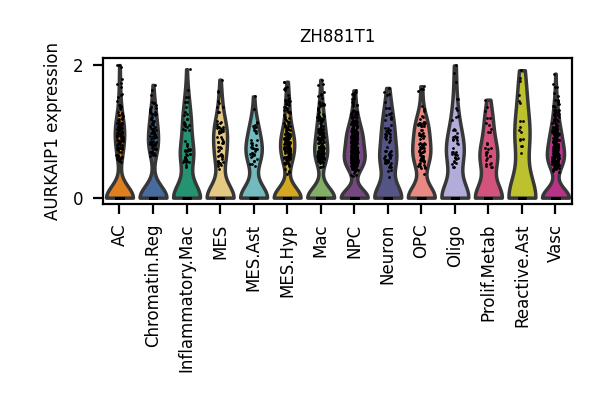 ZH881T1
AURKAIP1 expression
2
0
AC
Chromatin.Reg
Inflammatory.Mac
MES
MES.Ast
MES.Hyp
Mac
NPC
Neuron
OPC
Oligo
Prolif.Metab
Reactive.Ast
Vasc